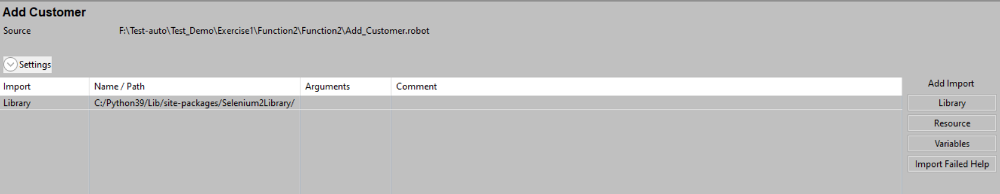 Add Customer
Source F:\Test-auto\Test_Demo\Exercise1\Function2\Function2\Add_Customer.robot
Settings
Import Name / Path Arguments Comment
Library C:/Python39/Lib/site-packages/Selenium2Library/
Add Import
Library
Resource
Variables
Import Failed Help